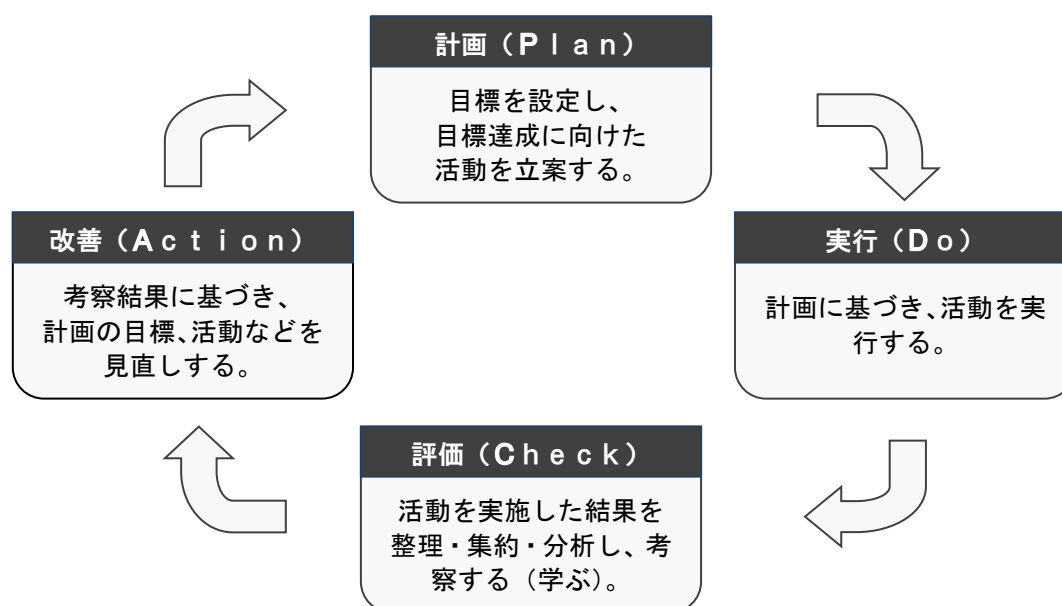 計画（Ｐｌａｎ）
目標を設定し、
目標達成に向けた
活動を立案する。
改善（Ａｃｔｉｏｎ）
考察結果に基づき、
計画の目標、活動などを
見直しする。
実行（Ｄｏ）
計画に基づき、活動を実
行する。
評価（Ｃｈｅｃｋ）
活動を実施した結果を
整理・集約・分析し、考
察する（学ぶ）。